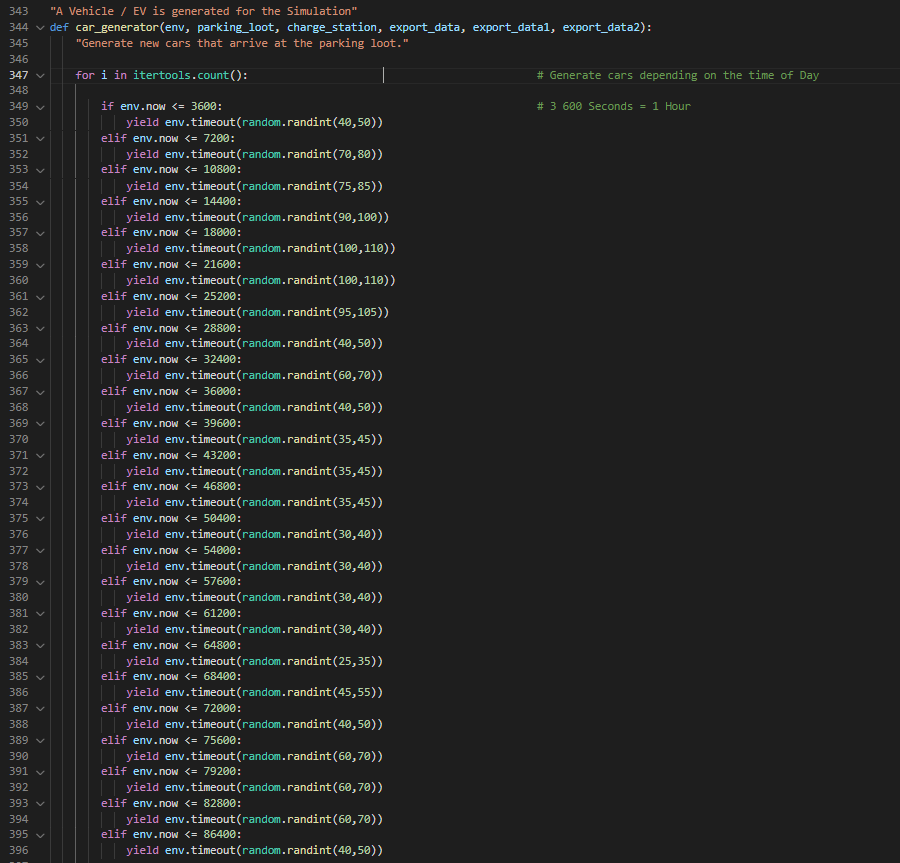 343 "A Vehicle / EV is generated for the Simulation"
344 def car_generator(env, parking_loot, charge_station, export_data, export_data1, export_data2):
345 "Generate new cars that arrive at the parking loot."
346
347 for i in itertools.count(): # Generate cars depending on the time of Day
348
349 if env.now <= 3600: # 3 600 Seconds = 1 Hour
350 yield env.timeout(random.randint(40,50))
351 elif env.now <= 7200:
352 yield env.timeout(random.randint(70,80))
353 elif env.now <= 10800:
354 yield env.timeout(random.randint(75,85))
355 elif env.now <= 14400:
356 yield env.timeout(random.randint(90,100))
357 elif env.now <= 18000:
358 yield env.timeout(random.randint(100,110))
359 elif env.now <= 21600:
360 yield env.timeout(random.randint(100,110))
361 elif env.now <= 25200:
362 yield env.timeout(random.randint(95,105))
363 elif env.now <= 28800:
364 yield env.timeout(random.randint(40,50))
365 elif env.now <= 32400:
366 yield env.timeout(random.randint(60,70))
367 elif env.now <= 36000:
368 yield env.timeout(random.randint(40,50))
369 elif env.now <= 39600:
370 yield env.timeout(random.randint(35,45))
371 elif env.now <= 43200:
372 yield env.timeout(random.randint(35,45))
373 elif env.now <= 46800:
374 yield env.timeout(random.randint(35,45))
375 elif env.now <= 50400:
376 yield env.timeout(random.randint(30,40))
377 elif env.now <= 54000:
378 yield env.timeout(random.randint(30,40))
379 elif env.now <= 57600:
380 yield env.timeout(random.randint(30,40))
381 elif env.now <= 61200:
382 yield env.timeout(random.randint(30,40))
383 elif env.now <= 64800:
384 yield env.timeout(random.randint(25,35))
385 elif env.now <= 68400:
386 yield env.timeout(random.randint(45,55))
387 elif env.now <= 72000:
388 yield env.timeout(random.randint(40,50))
389 elif env.now <= 75600:
390 yield env.timeout(random.randint(60,70))
391 elif env.now <= 79200:
392 yield env.timeout(random.randint(60,70))
393 elif env.now <= 82800:
394 yield env.timeout(random.randint(60,70))
395 elif env.now <= 86400:
396 yield env.timeout(random.randint(40,50))